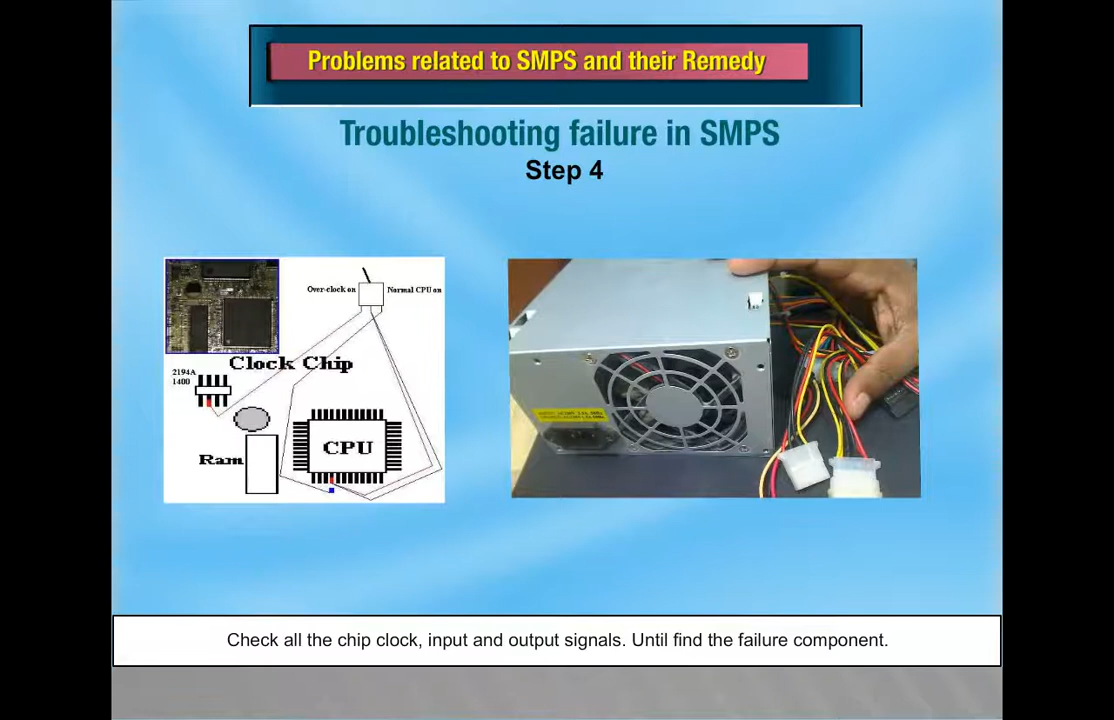 Problems related to SMPS and their Remedy
Troubleshooting failure in SMPS
Step 4
Over-clock on
Normal CPU on
Clock Chip
2194A
1400
Ram
CPU
Check all the chip clock, input and output signals. Until find the failure component.